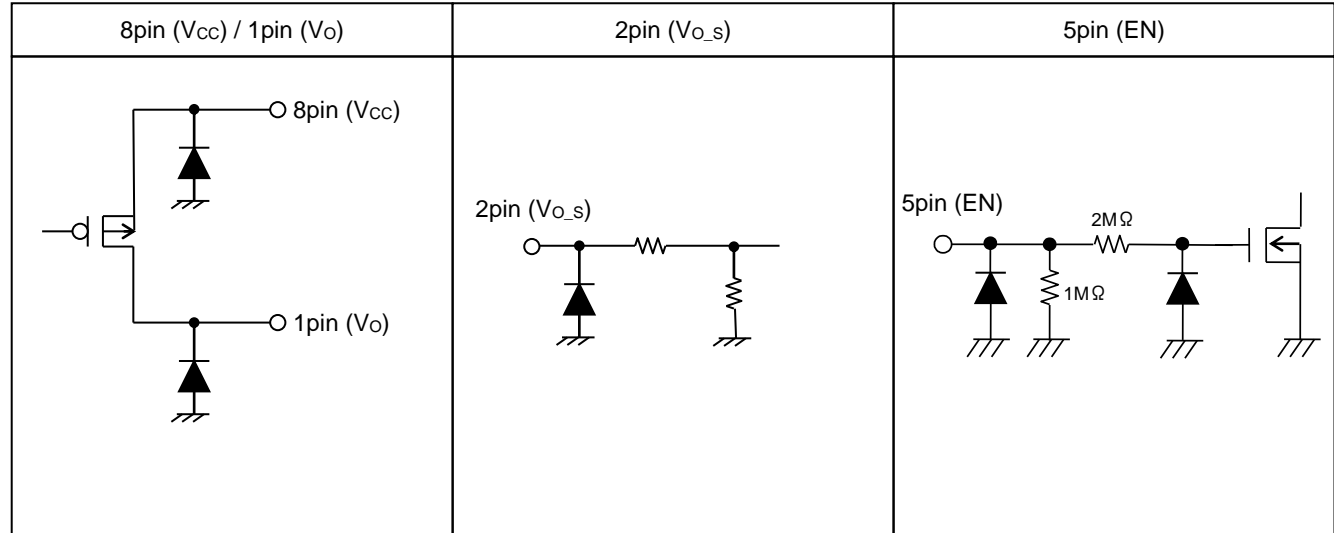 8pin (VCC) / 1pin (VO)
2pin (VO_S)
5pin (EN)
8pin (VCC)
1pin (VO)
2pin (VO_S)
5pin (EN)
2MΩ
1MΩ